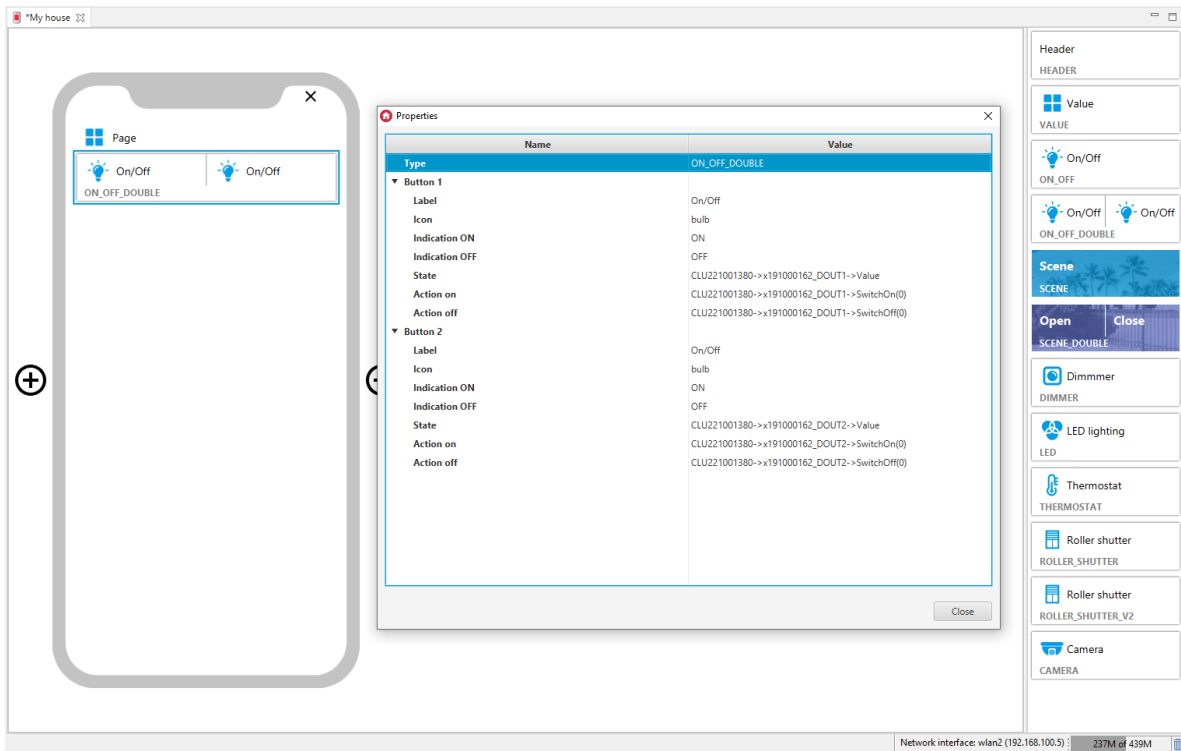 *My house
Page
On/Off On/Off
ON_OFF_DOUBLE
Properties
Name Value
Type ON_OFF_DOUBLE
Button 1
Label On/Off
Icon bulb
Indication ON ON
Indication OFF OFF
State CLU221001380->x191000162_DOUT1->Value
Action on CLU221001380->x191000162_DOUT1->SwitchOn(0)
Action off CLU221001380->x191000162_DOUT1->SwitchOff(0)
Button 2
Label On/Off
Icon bulb
Indication ON ON
Indication OFF OFF
State CLU221001380->x191000162_DOUT2->Value
Action on CLU221001380->x191000162_DOUT2->SwitchOn(0)
Action off CLU221001380->x191000162_DOUT2->SwitchOff(0)
Close
Header
HEADER
Value
VALUE
On/Off
ON_OFF
On/Off On/Off
ON_OFF_DOUBLE
Scene
SCENE
Open Close
SCENE_DOUBLE
Dimmmer
DIMMER
LED lighting
LED
Thermostat
THERMOSTAT
Roller shutter
ROLLER_SHUTTER
Roller shutter
ROLLER_SHUTTER_V2
Camera
CAMERA
Network interface: wlan2 (192.168.100.5) 237M of 439M